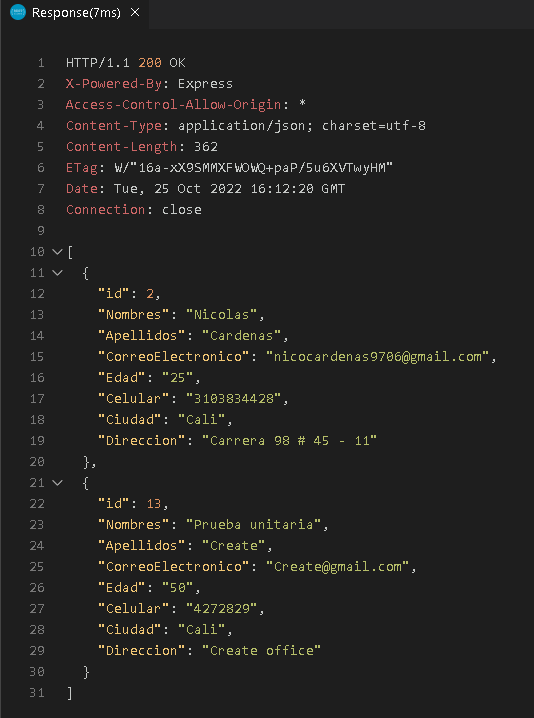 Response(7ms) ×
1 HTTP/1.1 200 OK
2 X-Powered-By: Express
3 Access-Control-Allow-Origin: *
4 Content-Type: application/json; charset=utf-8
5 Content-Length: 362
6 ETag: W/"16a-xX9SMMXFWOWQ+paP/5u6XVTwyHM"
7 Date: Tue, 25 Oct 2022 16:12:20 GMT
8 Connection: close
9
10 [
11 {
12 "id": 2,
13 "Nombres": "Nicolas",
14 "Apellidos": "Cardenas",
15 "CorreoElectronico": "nicocardenas9706@gmail.com",
16 "Edad": "25",
17 "Celular": "3103834428",
18 "Ciudad": "Cali",
19 "Direccion": "Carrera 98 # 45 - 11"
20 },
21 {
22 "id": 13,
23 "Nombres": "Prueba unitaria",
24 "Apellidos": "Create",
25 "CorreoElectronico": "Create@gmail.com",
26 "Edad": "50",
27 "Celular": "4272829",
28 "Ciudad": "Cali",
29 "Direccion": "Create office"
30 }
31 ]